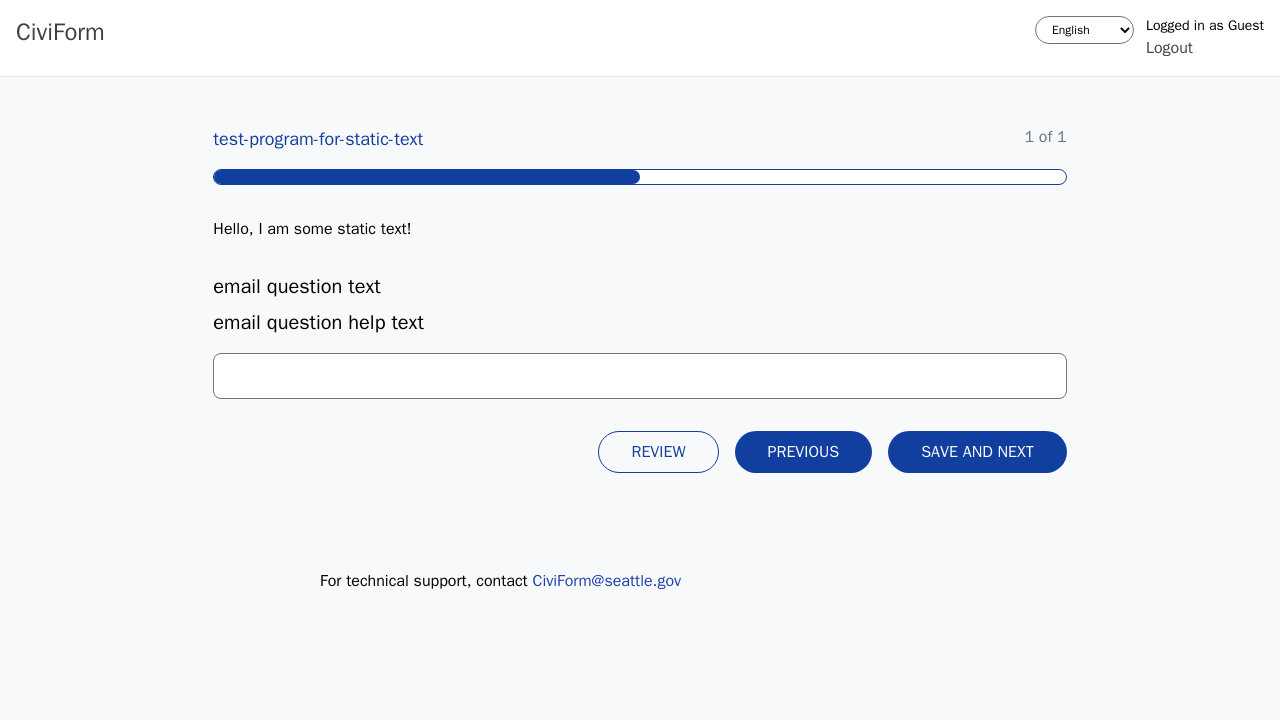 CiviForm
English
Logged in as Guest
Logout
test-program-for-static-text
1 of 1
Hello, I am some static text!
email question text
email question help text
REVIEW
PREVIOUS
SAVE AND NEXT
For technical support, contact CiviForm@seattle.gov